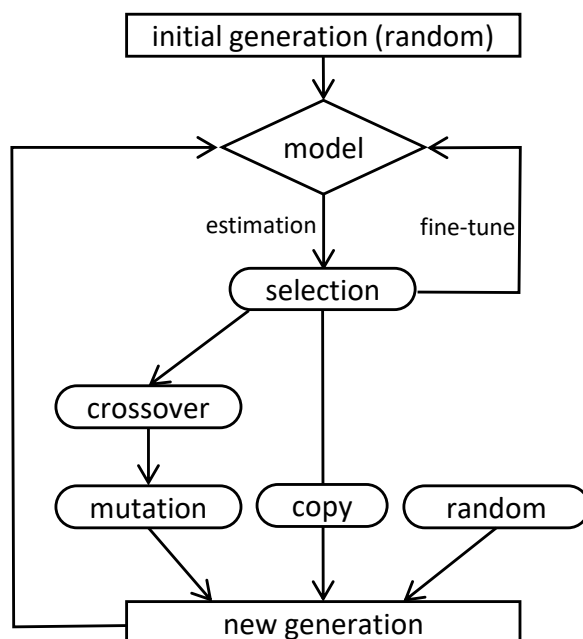 initial generation (random)
model
estimation
fine-tune
selection
crossover
mutation
copy
random
new generation